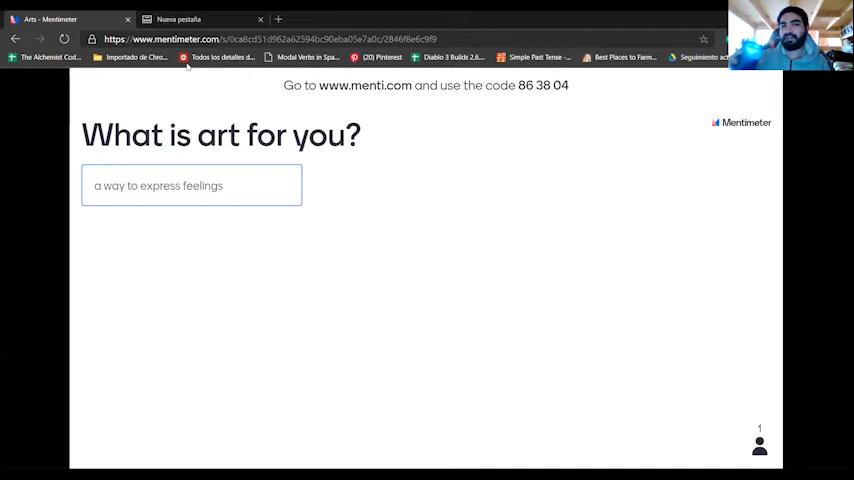 Arts - Mentimeter
Nueva pestaña
https://www.mentimeter.com/s/0ca8cd51d962a62594bc90eba05e7a0c/2846f8e6c9f9
The Alchemist Cod...
Importado de Chro...
Todos los detalles d...
Modal Verbs in Spa...
(20) Pinterest
Diablo 3 Builds 2.6....
Simple Past Tense -...
Best Places to Farm...
Seguimiento act
Go to www.menti.com and use the code 86 38 04
What is art for you?
Mentimeter
a way to express feelings
1